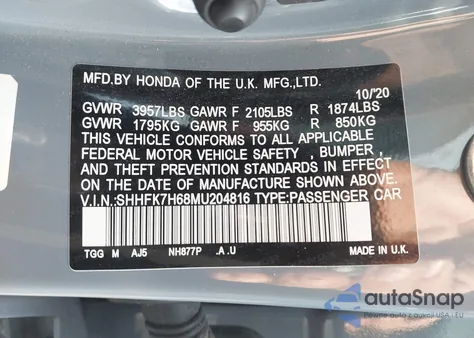 MFD.BY HONDA OF THE U.K. MFG.,LTD.
10/'20
GVWR 3957LBS GAWR F 2105LBS R 1874LBS
GVWR 1795KG GAWR F 955KG R 850KG
THIS VEHICLE CONFORMS TO ALL APPLICABLE
FEDERAL MOTOR VEHICLE SAFETY , BUMPER ,
AND THEFT PREVENTION STANDARDS IN EFFECT
ON THE DATE OF MANUFACTURE SHOWN ABOVE.
V.I.N.:SHHFK7H68MU204816 TYPE:PASSENGER CAR
TGG M AJ5 NH877P .A.U MADE IN U.K.
autoSnap